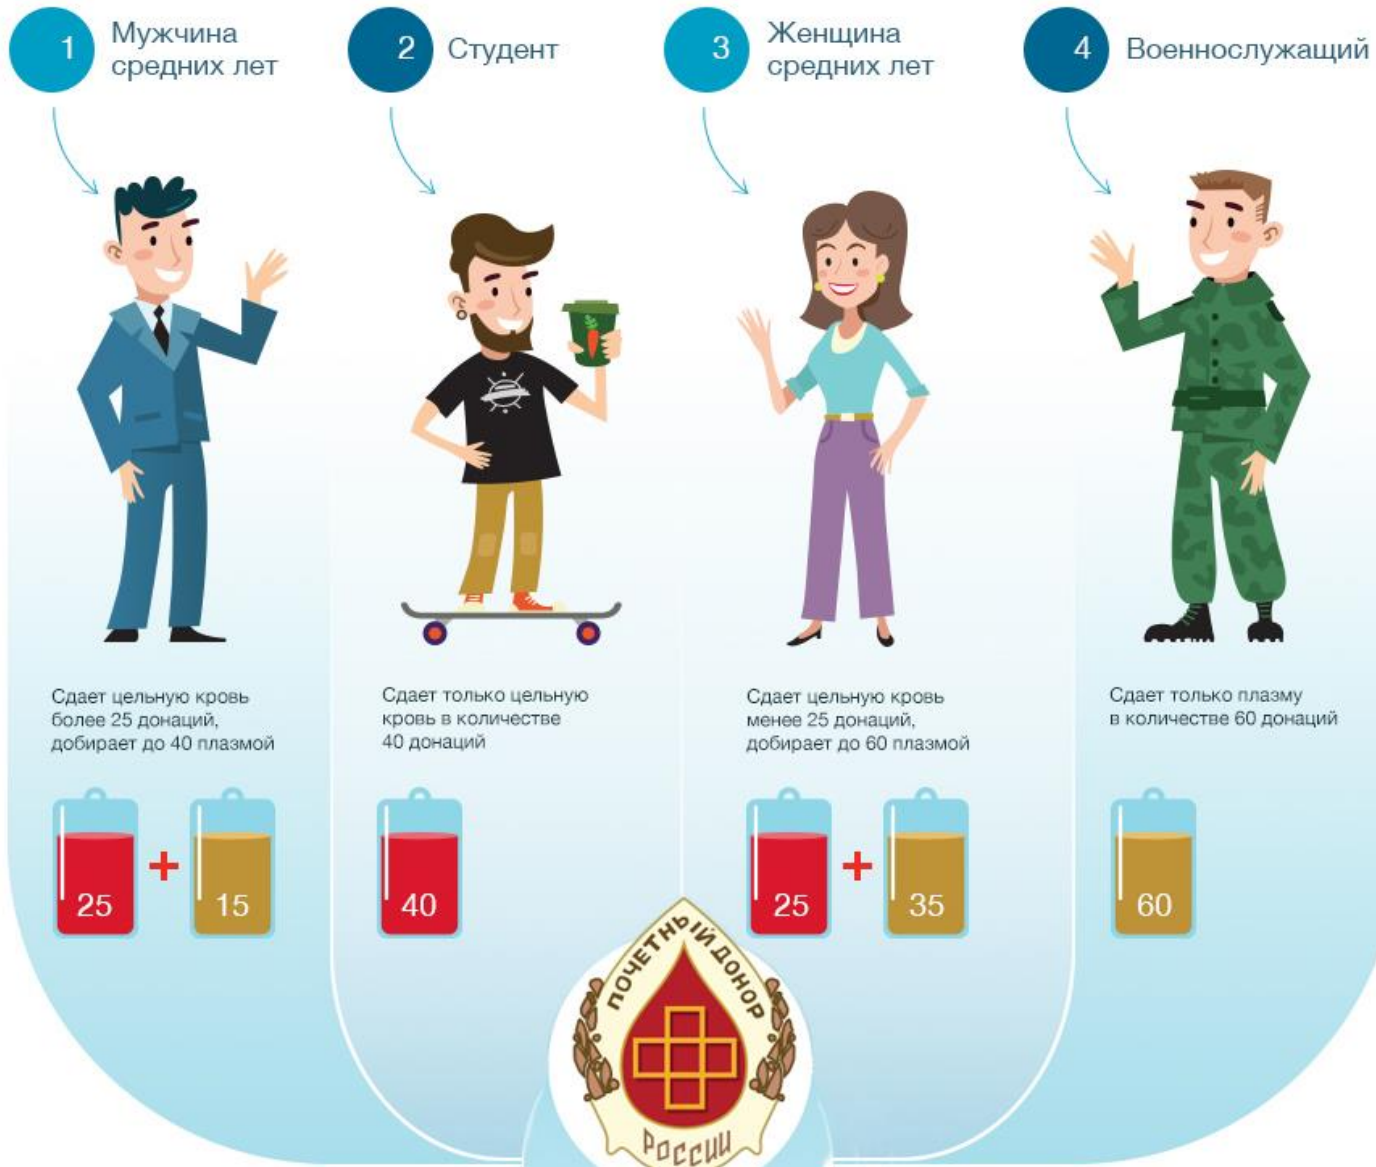 1
Мужчина
средних лет
2
Студент
3
Женщина
средних лет
4
Военнослужащий
Сдает цельную кровь
более 25 донаций,
добирает до 40 плазмой
Сдает только цельную
кровь в количестве
40 донаций
Сдает цельную кровь
менее 25 донаций,
добирает до 60 плазмой
Сдает только плазму
в количестве 60 донаций
25
+
15
40
25
+
35
60
ПОЧЕТНЫЙ ДОНОР
РОССИИ